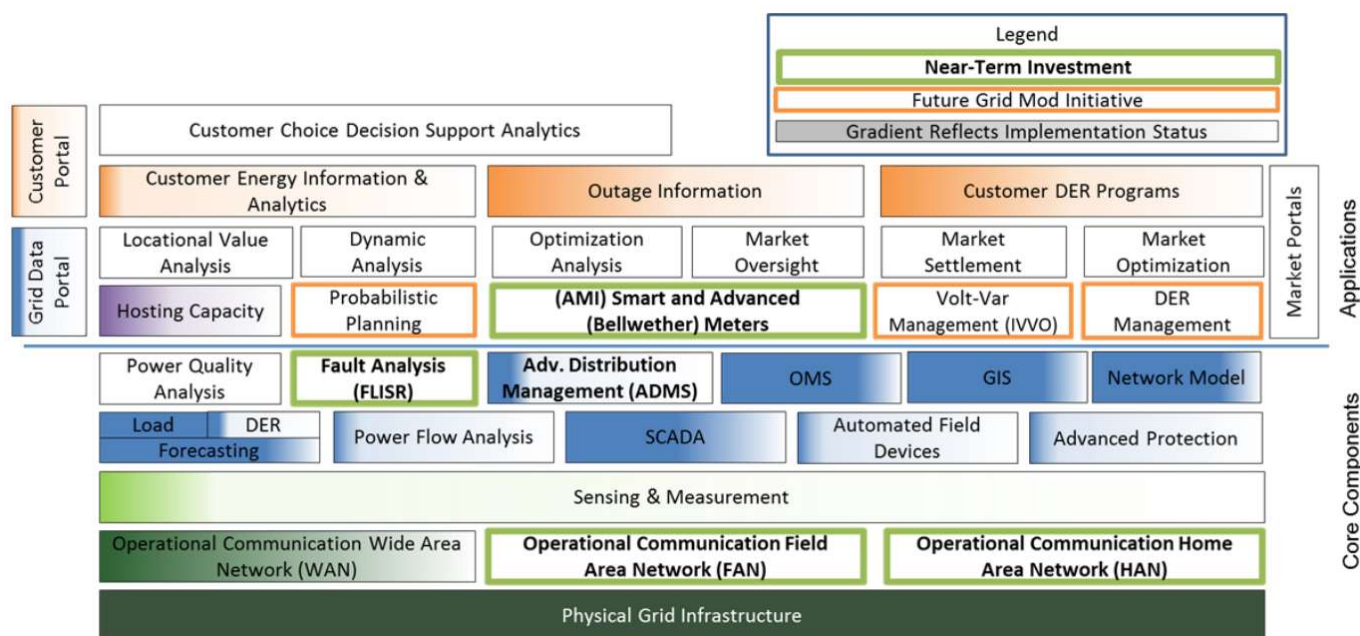 Legend
Near-Term Investment
Future Grid Mod Initiative
Gradient Reflects Implementation Status
Customer
Portal
Customer Choice Decision Support Analytics
Customer Energy Information &
Analytics
Outage Information
Customer DER Programs
Market Portals
Applications
Grid Data
Portal
Locational Value
Analysis
Dynamic
Analysis
Optimization
Analysis
Market
Oversight
Market
Settlement
Market
Optimization
Hosting Capacity
Probabilistic
Planning
(AMI) Smart and Advanced
(Bellwether) Meters
Volt-Var
Management (IVVO)
DER
Management
Power Quality
Analysis
Fault Analysis
(FLISR)
Adv. Distribution
Management (ADMS)
OMS
GIS
Network Model
Core Components
Load
DER
Forecasting
Power Flow Analysis
SCADA
Automated Field
Devices
Advanced Protection
Sensing & Measurement
Operational Communication Wide Area
Network (WAN)
Operational Communication Field
Area Network (FAN)
Operational Communication Home
Area Network (HAN)
Physical Grid Infrastructure